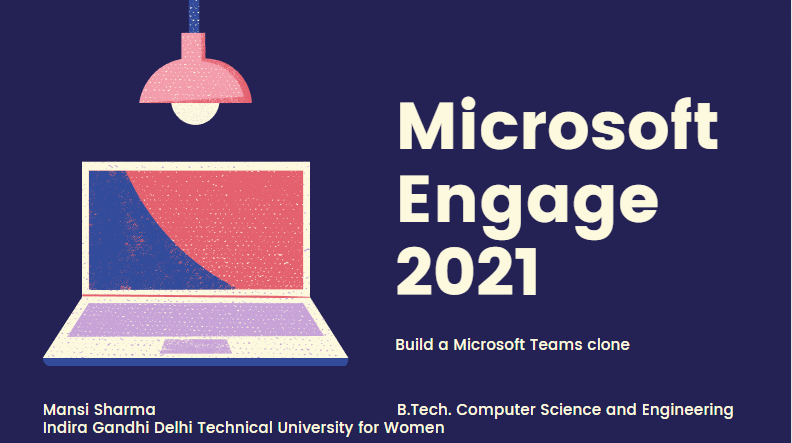 Microsoft
Engage
2021
Build a Microsoft Teams clone
Mansi Sharma
Indira Gandhi Delhi Technical University for Women
B.Tech. Computer Science and Engineering